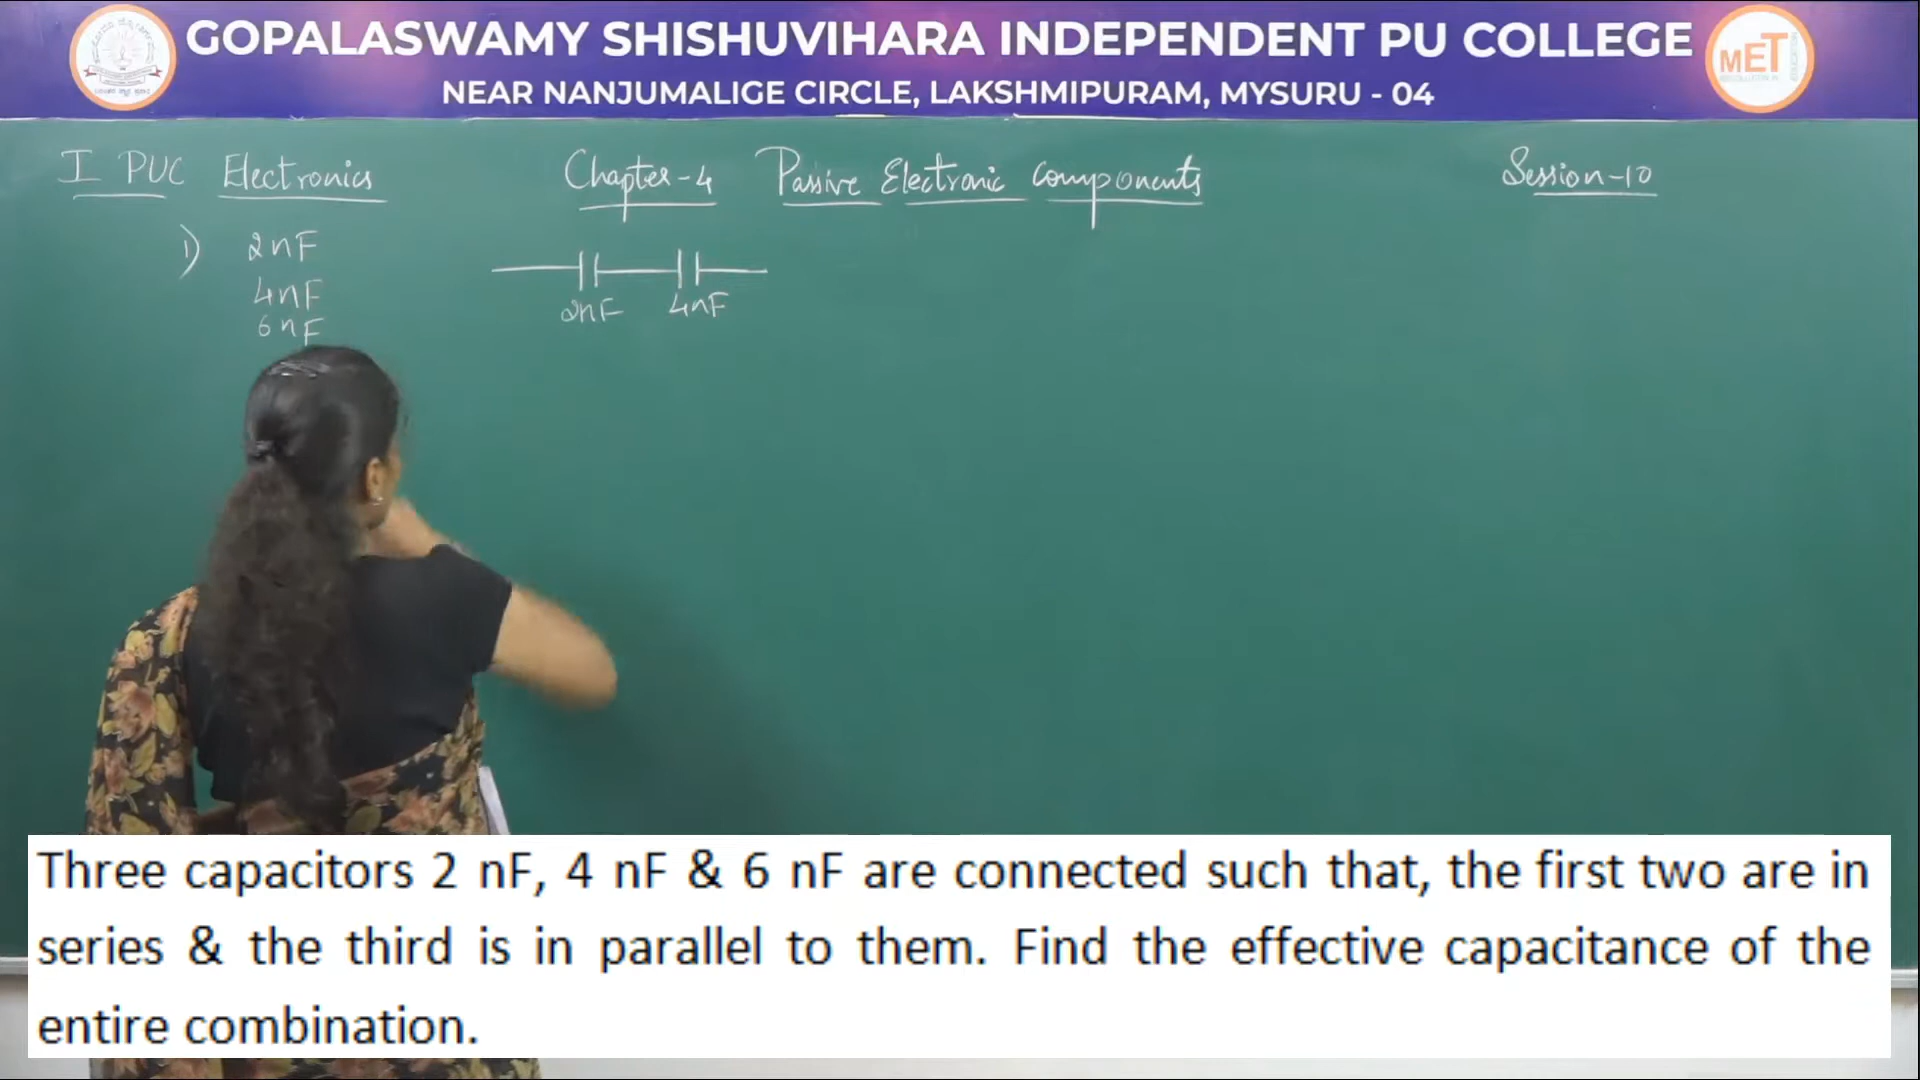 GOPALASWAMY SHISHUVIHARA INDEPENDENT PU COLLEGE
NEAR NANJUMALIGE CIRCLE, LAKSHMIPURAM, MYSURU - 04
MET
I PUC Electronics Chapter-4 Passive Electronic Components Session-10
1) 2nF
4nF
6nF
2nF 4nF
Three capacitors 2 nF, 4 nF & 6 nF are connected such that, the first two are in
series & the third is in parallel to them. Find the effective capacitance of the
entire combination.